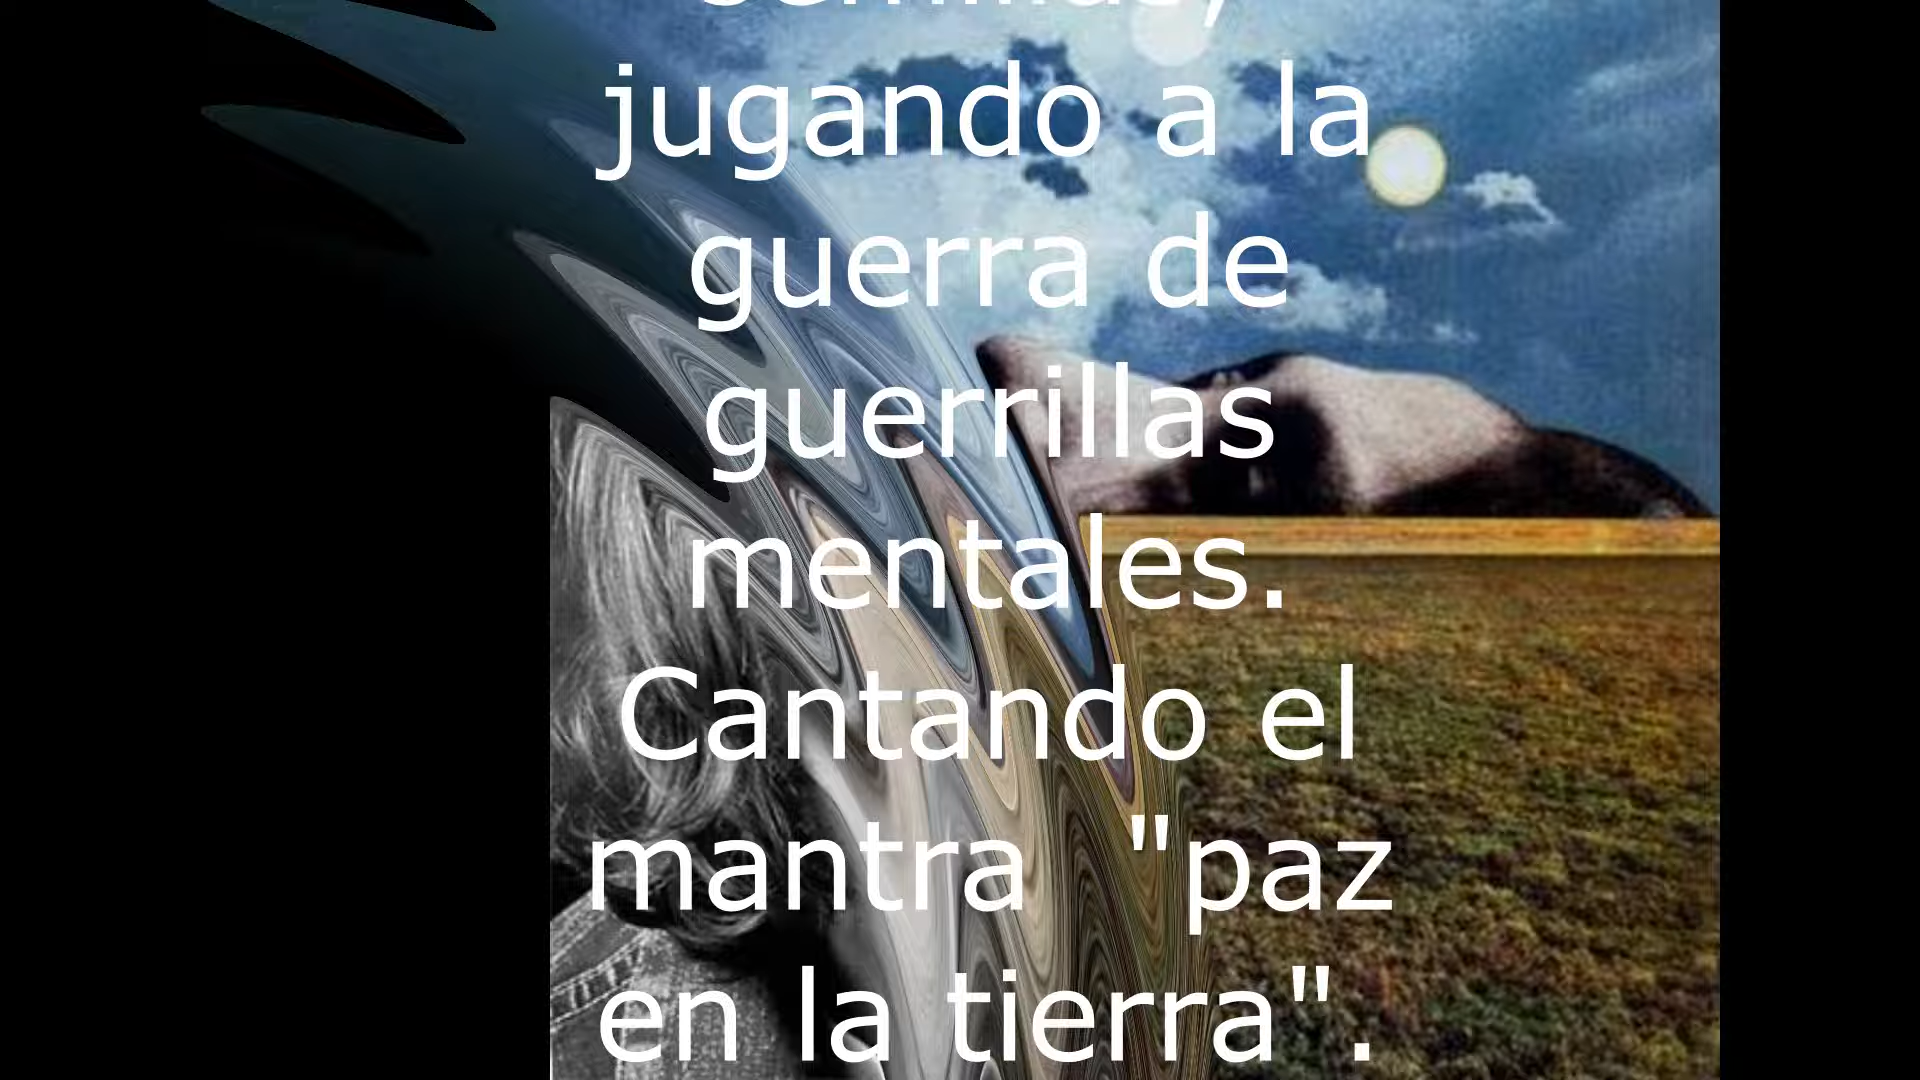 jugando a la
guerra de
guerrillas
mentales.
Cantando el
mantra "paz
en la tierra".